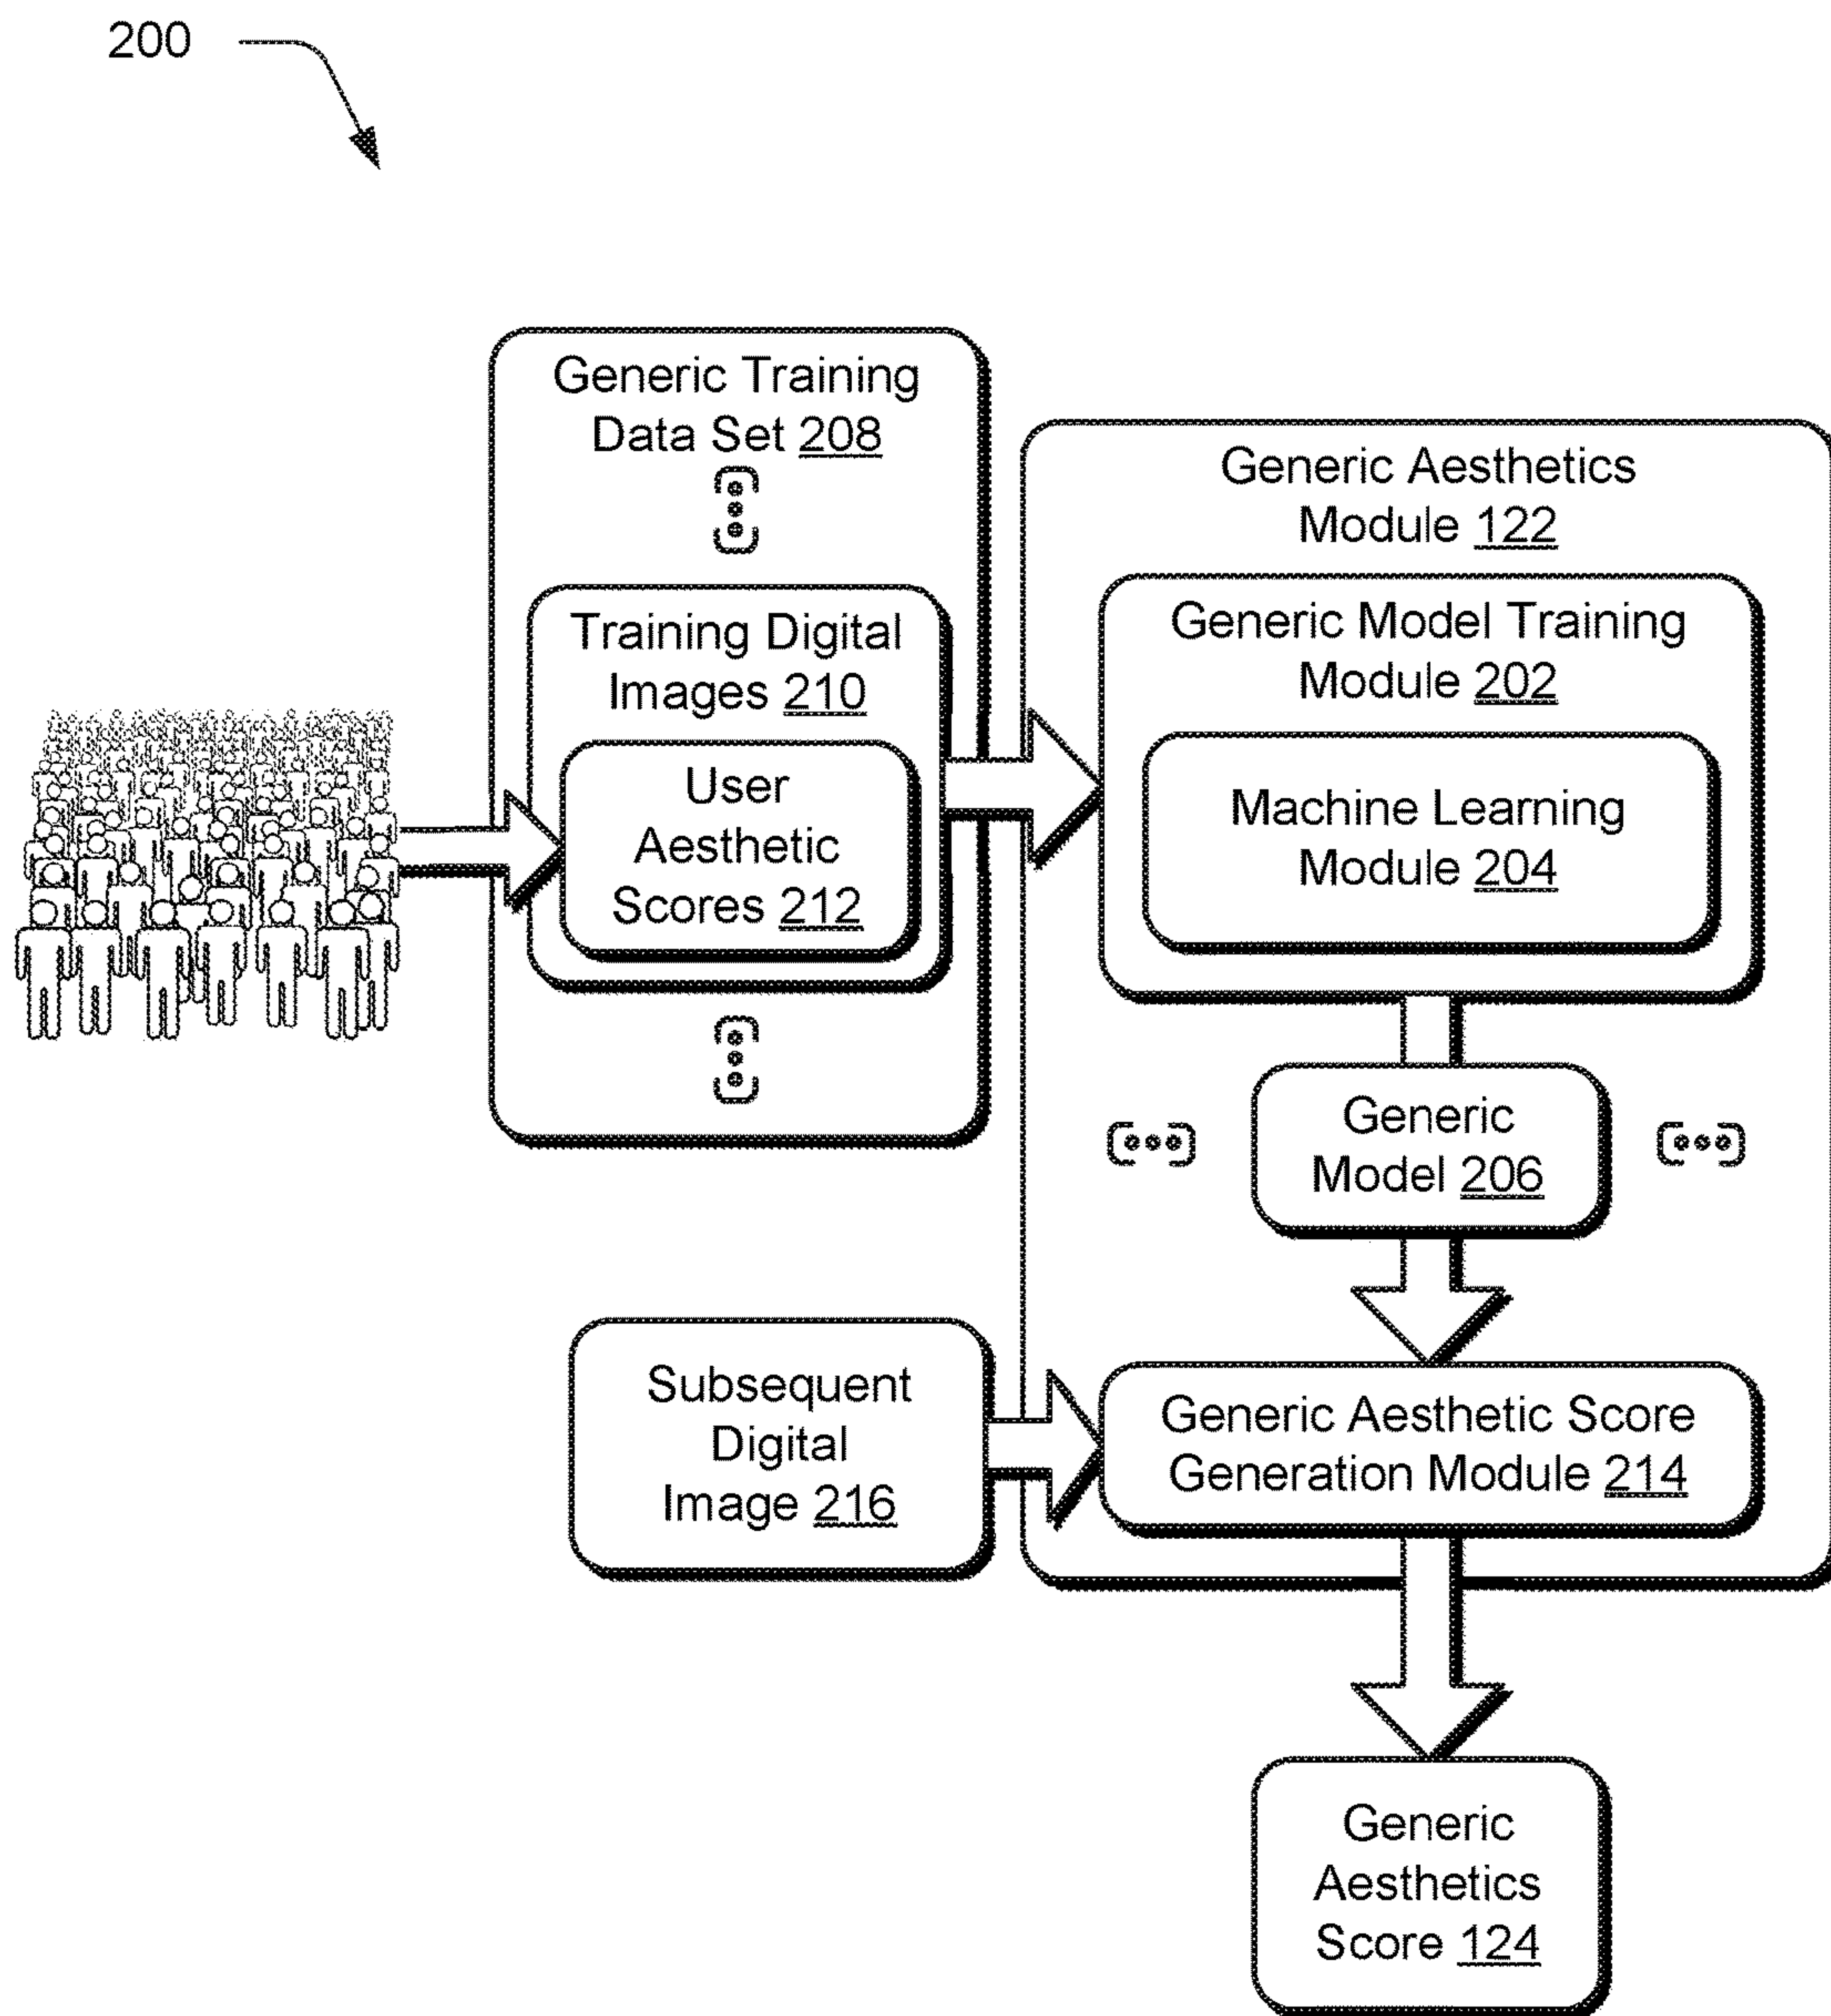 200
Generic Training
Data Set 208
Training Digital
Images 210
User
Aesthetic
Scores 212
Generic Aesthetics
Module 122
Generic Model Training
Module 202
Machine Learning
Module 204
Generic
Model 206
Subsequent
Digital
Image 216
Generic Aesthetic Score
Generation Module 214
Generic
Aesthetics
Score 124